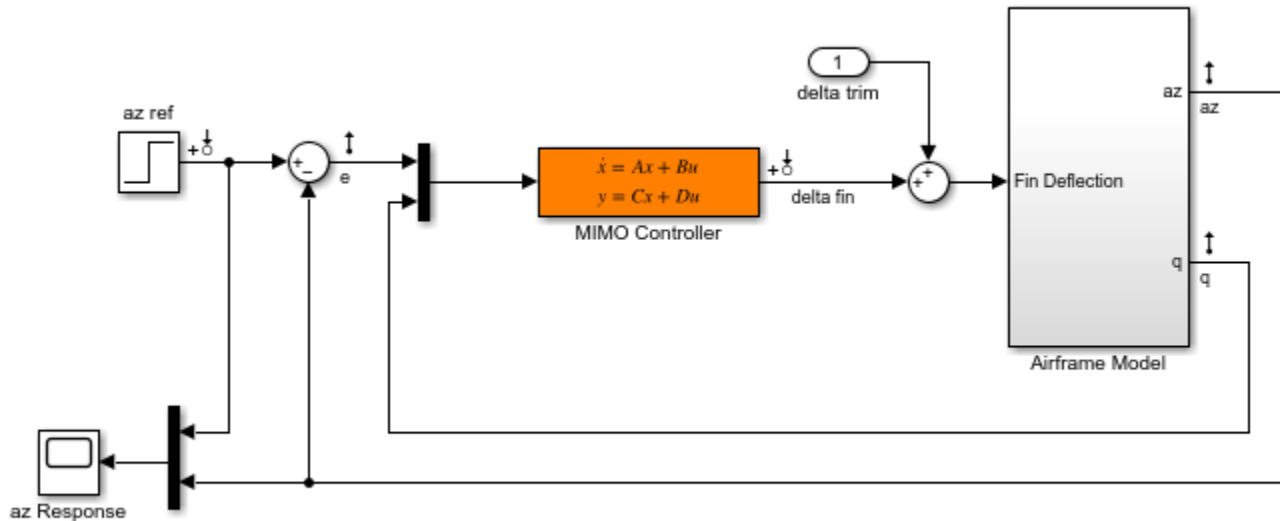 az ref
+
+
−
e
ẋ = Ax + Bu
y = Cx + Du
MIMO Controller
+
delta fin
1
delta trim
+
+
Fin Deflection
az
az
q
q
Airframe Model
az Response